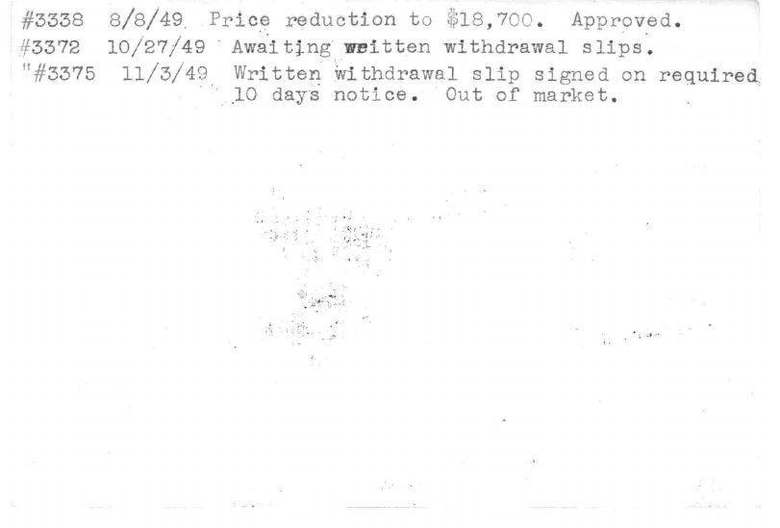 #3338 8/8/49 Price reduction to $18,700. Approved.
#3372 10/27/49 Awaiting written withdrawal slips.
"#3375 11/3/49 Written withdrawal slip signed on required
10 days notice. Out of market.